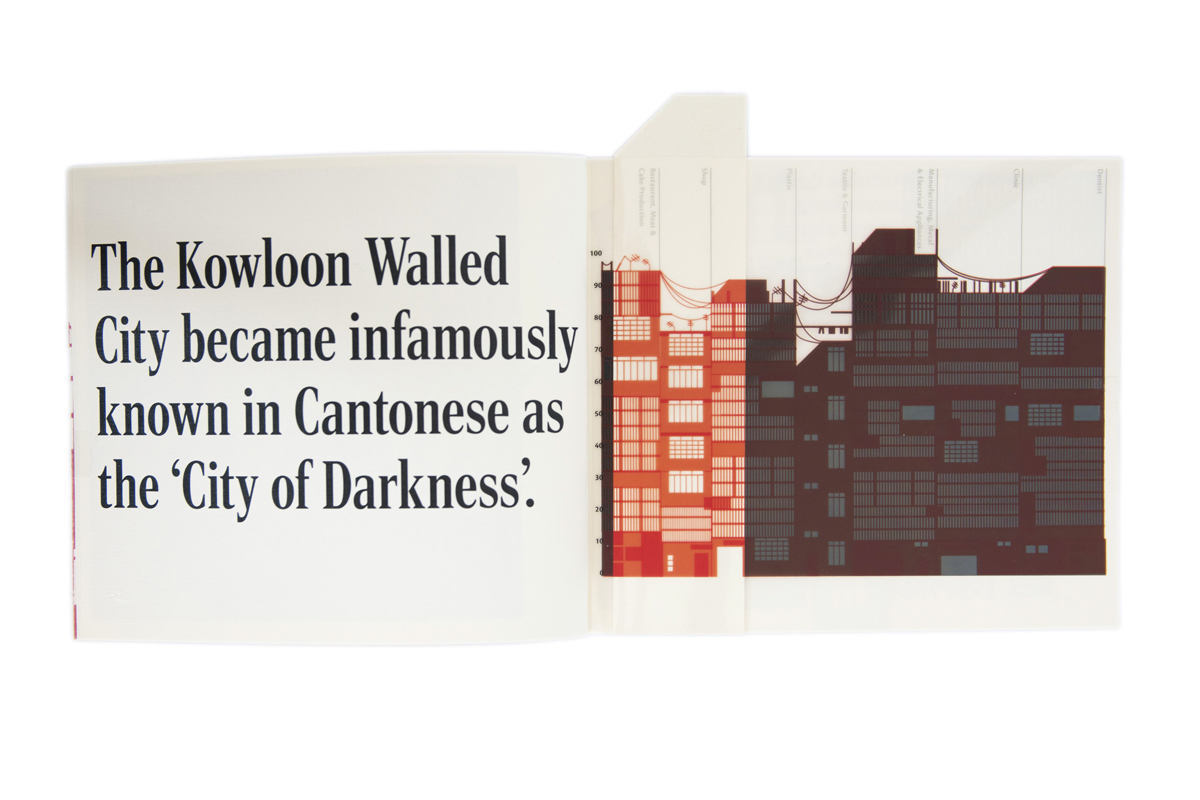 The Kowloon Walled
City became infamously
known in Cantonese as
the ‘City of Darkness’.
Restaurant, Meat &
Cake Production
Shop
Plastic
Textile & Garment
Manufacturing, Metal
& Electrical Appliances
Clinic
Dentist
100
90
80
70
60
50
40
30
20
10
0